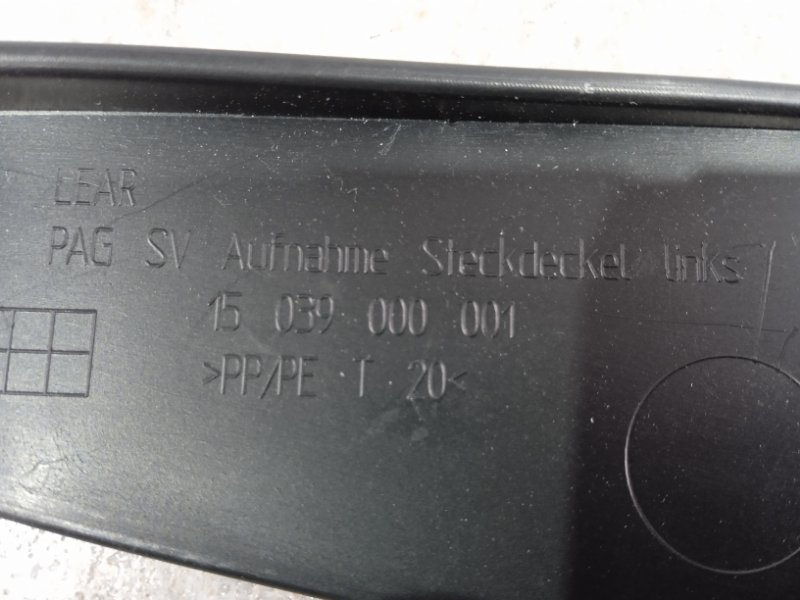 LEAR
PAG SV Aufnahme Steckdeckel links
15 039 000 001
>PP/PE · T · 20<